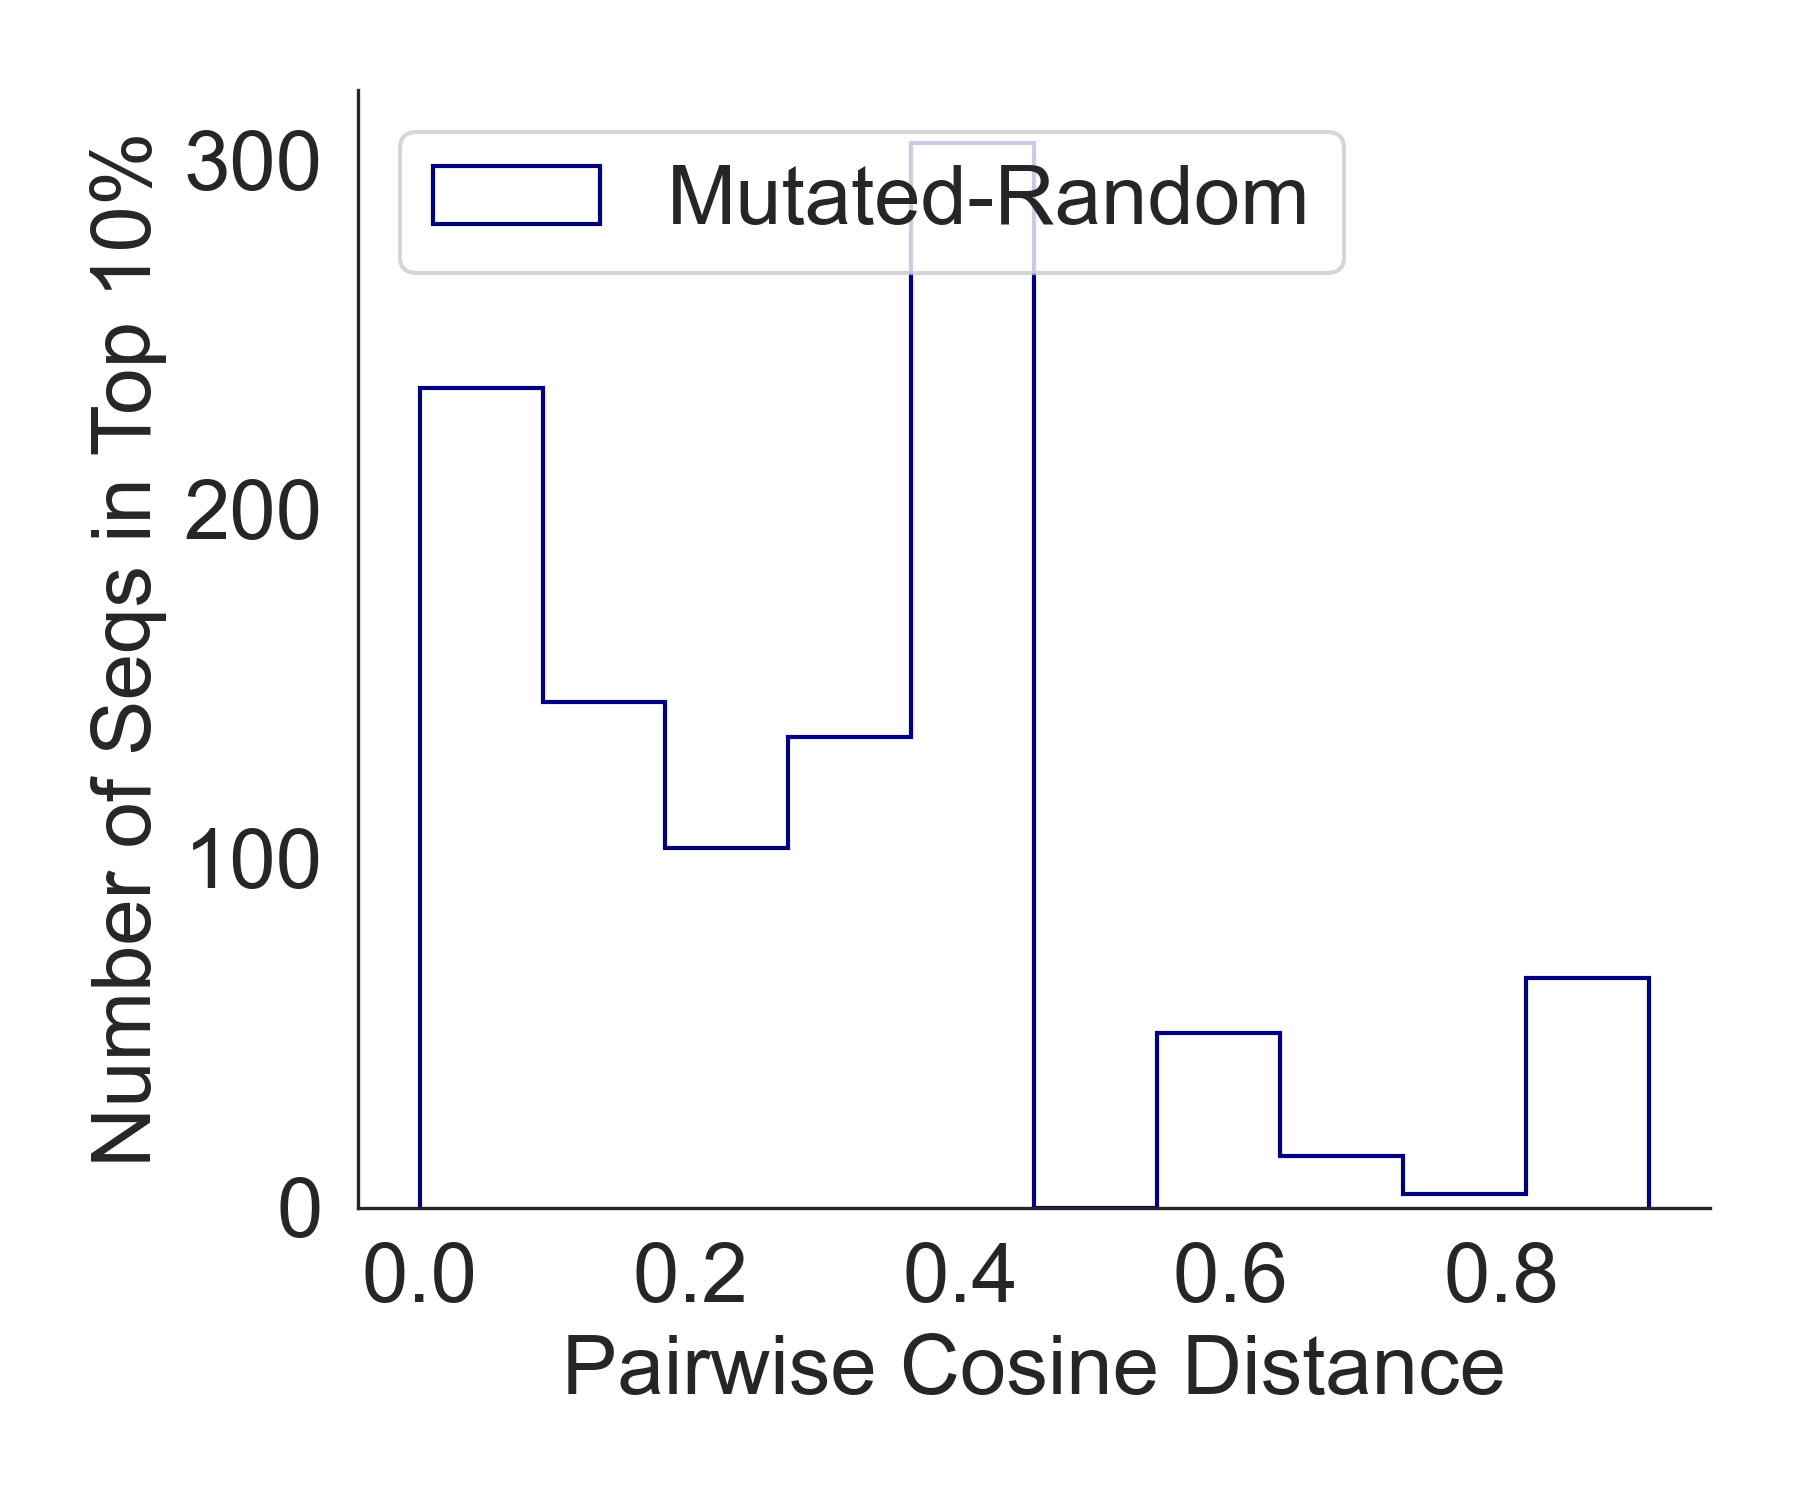 Mutated-Random
Number of Seqs in Top 10%
300
200
100
0
0.0 0.2 0.4 0.6 0.8
Pairwise Cosine Distance